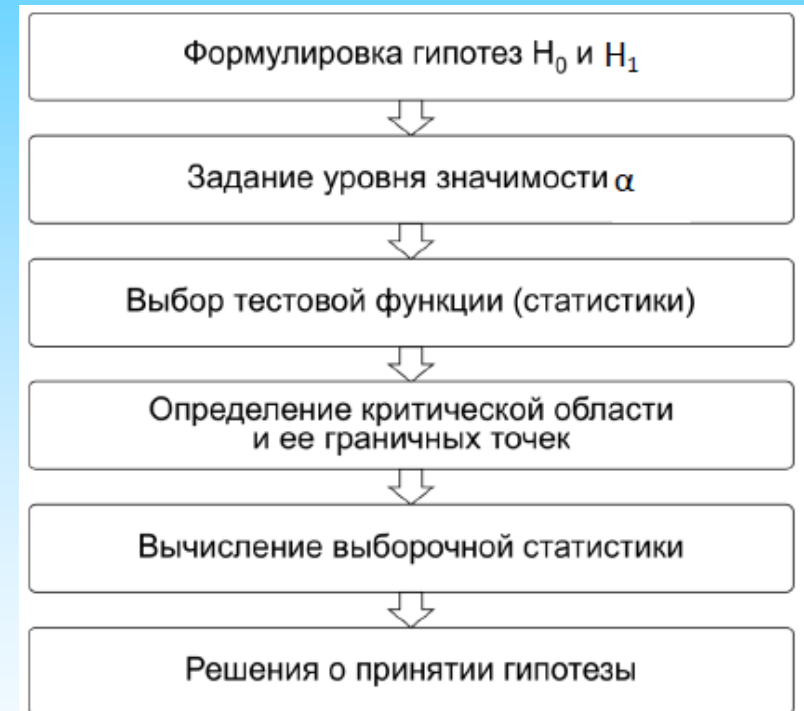 Формулировка гипотез H₀ и H₁
Задание уровня значимости α
Выбор тестовой функции (статистики)
Определение критической области
и ее граничных точек
Вычисление выборочной статистики
Решения о принятии гипотезы